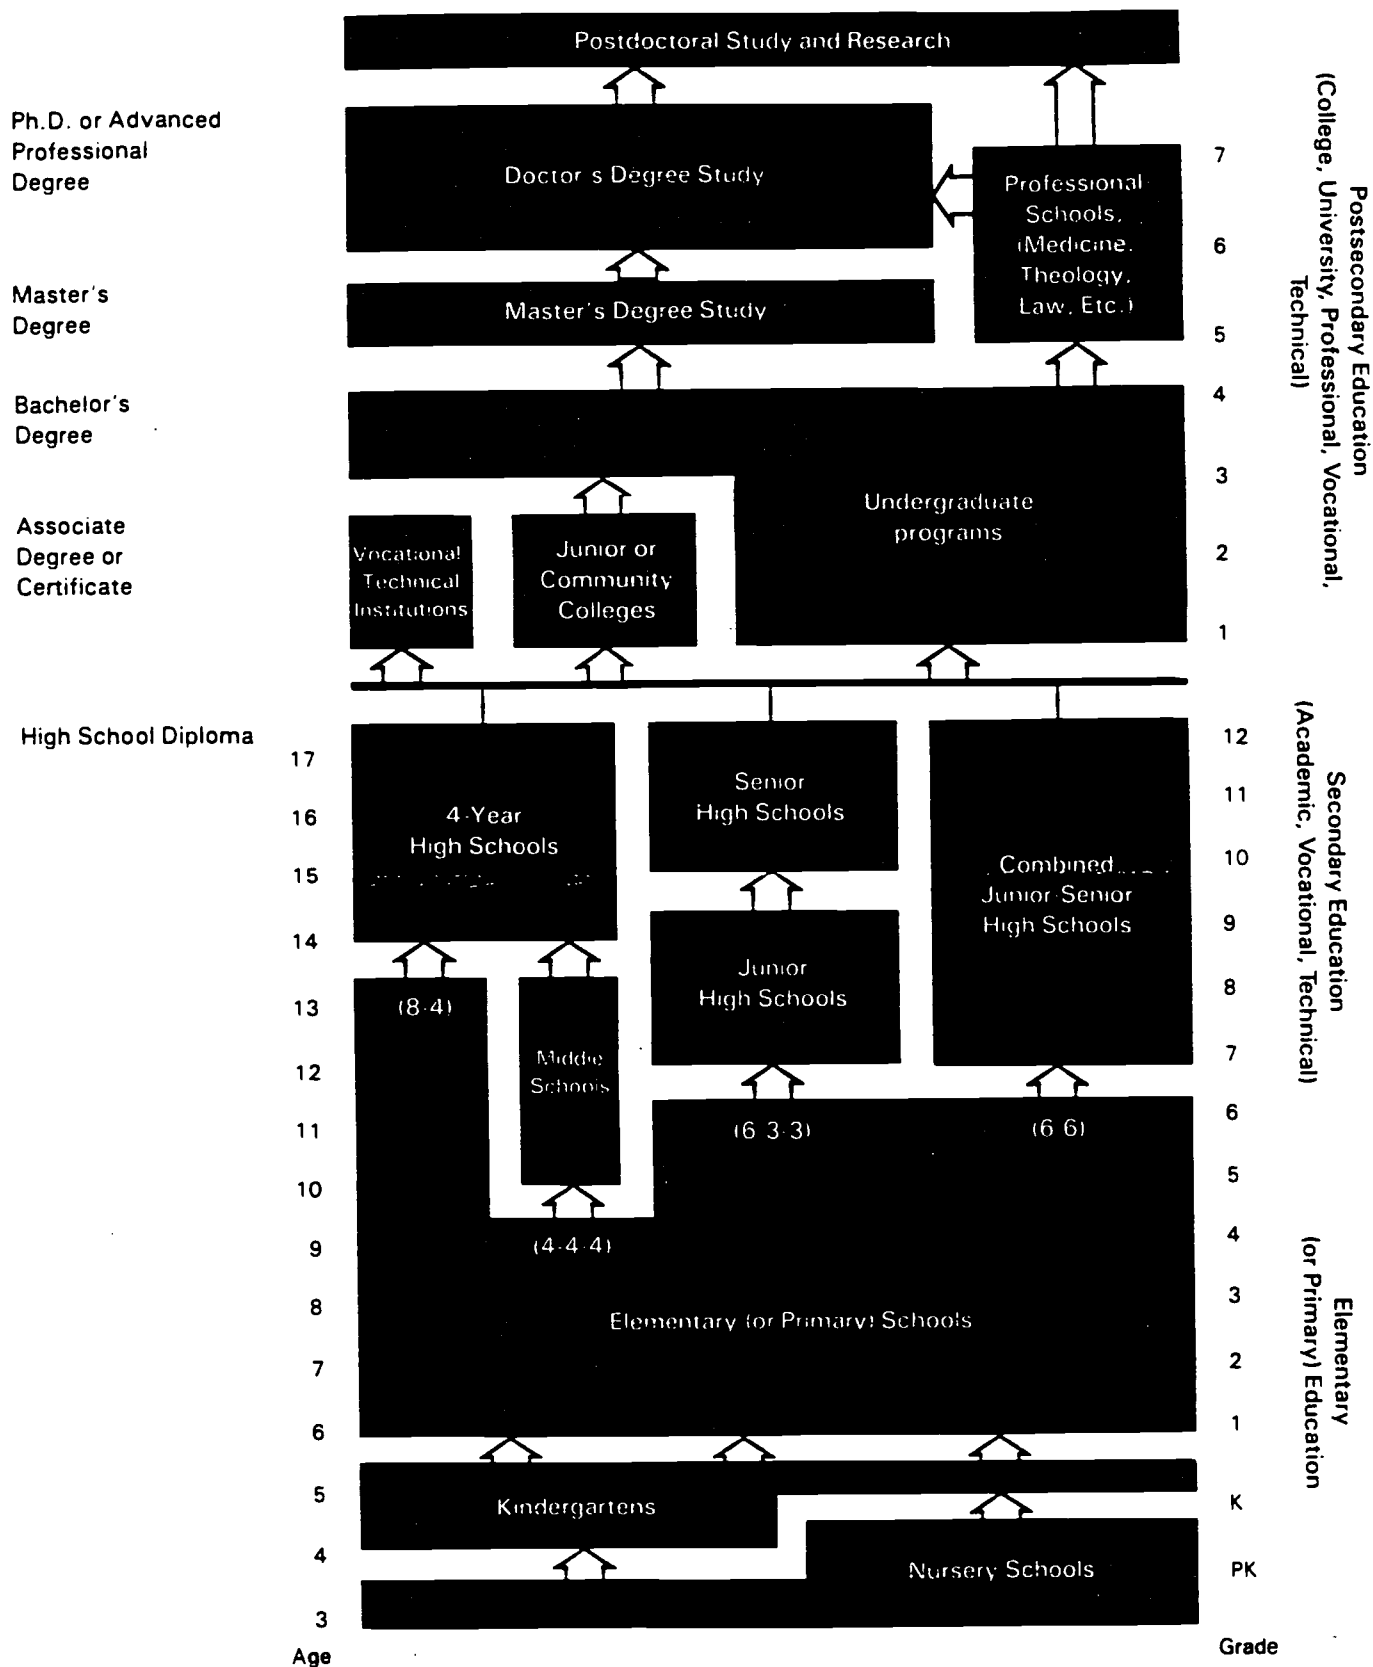 Postdoctoral Study and Research
Ph.D. or Advanced
Professional
Degree
Doctor s Degree Study
Professional
Schools,
(Medicine,
Theology,
Law, Etc.)
7
6
5
Master's
Degree
Master's Degree Study
Bachelor's
Degree
4
3
2
1
Undergraduate
programs
Associate
Degree or
Certificate
Vocational
Technical
Institutions
Junior or
Community
Colleges
Postsecondary Education
(College, University, Professional, Vocational,
Technical)
High School Diploma
17
16
15
14
13
12
11
10
9
8
7
6
5
4
3
Age
4-Year
High Schools
Senior
High Schools
Combined
Junior-Senior
High Schools
Junior
High Schools
(8-4)
Middle
Schools
(6 3-3)
(6 6)
(4-4-4)
Elementary (or Primary) Schools
Kindergartens
Nursery Schools
12
11
10
9
8
7
6
5
4
3
2
1
K
PK
Grade
Secondary Education
(Academic, Vocational, Technical)
Elementary
(or Primary) Education